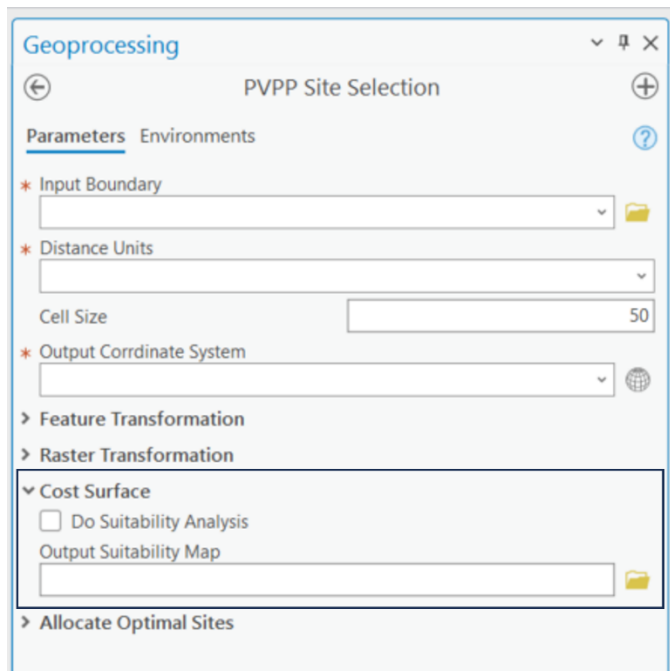 Geoprocessing
PVPP Site Selection
Parameters Environments
* Input Boundary
* Distance Units
Cell Size 50
* Output Corrdinate System
Feature Transformation
Raster Transformation
Cost Surface
Do Suitability Analysis
Output Suitability Map
Allocate Optimal Sites